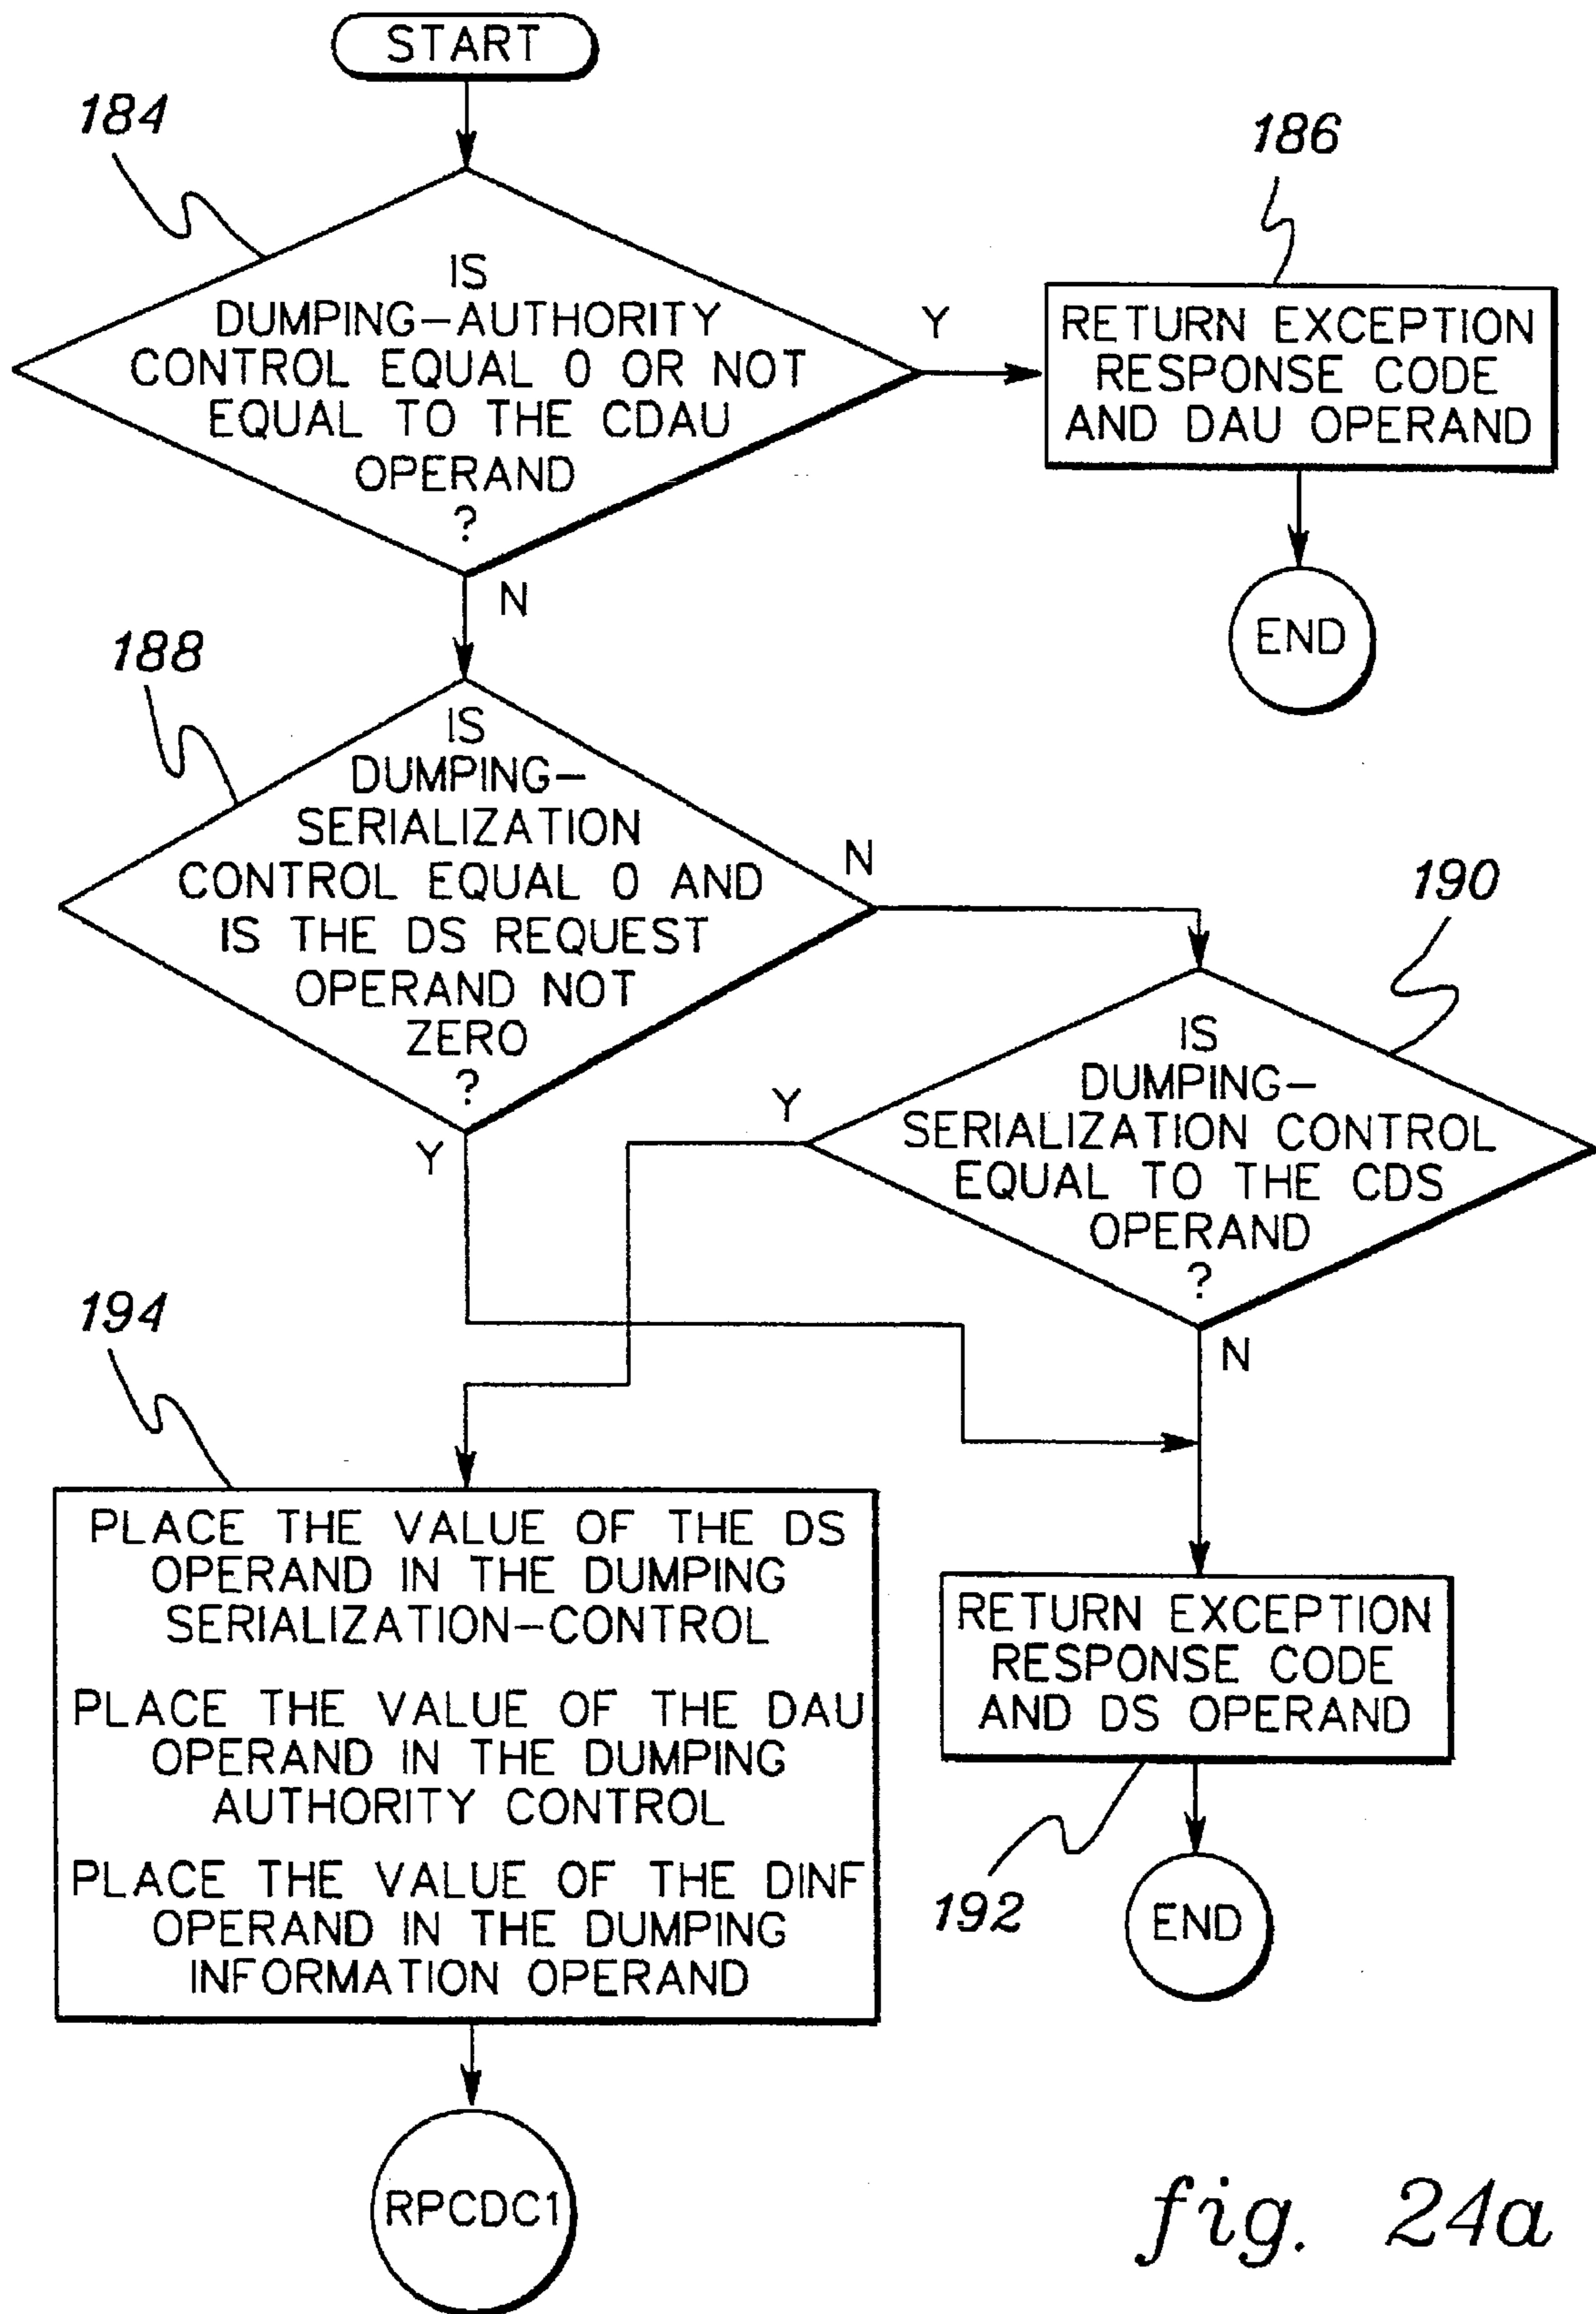 START
184
IS
DUMPING-AUTHORITY
CONTROL EQUAL 0 OR NOT
EQUAL TO THE CDAU
OPERAND
?
Y
N
186
RETURN EXCEPTION
RESPONSE CODE
AND DAU OPERAND
END
188
IS
DUMPING-
SERIALIZATION
CONTROL EQUAL 0 AND
IS THE DS REQUEST
OPERAND NOT
ZERO
?
N
Y
190
IS
DUMPING-
SERIALIZATION CONTROL
EQUAL TO THE CDS
OPERAND
?
Y
N
194
PLACE THE VALUE OF THE DS
OPERAND IN THE DUMPING
SERIALIZATION-CONTROL
PLACE THE VALUE OF THE DAU
OPERAND IN THE DUMPING
AUTHORITY CONTROL
PLACE THE VALUE OF THE DINF
OPERAND IN THE DUMPING
INFORMATION OPERAND
RETURN EXCEPTION
RESPONSE CODE
AND DS OPERAND
192
END
RPCDC1
fig. 24a